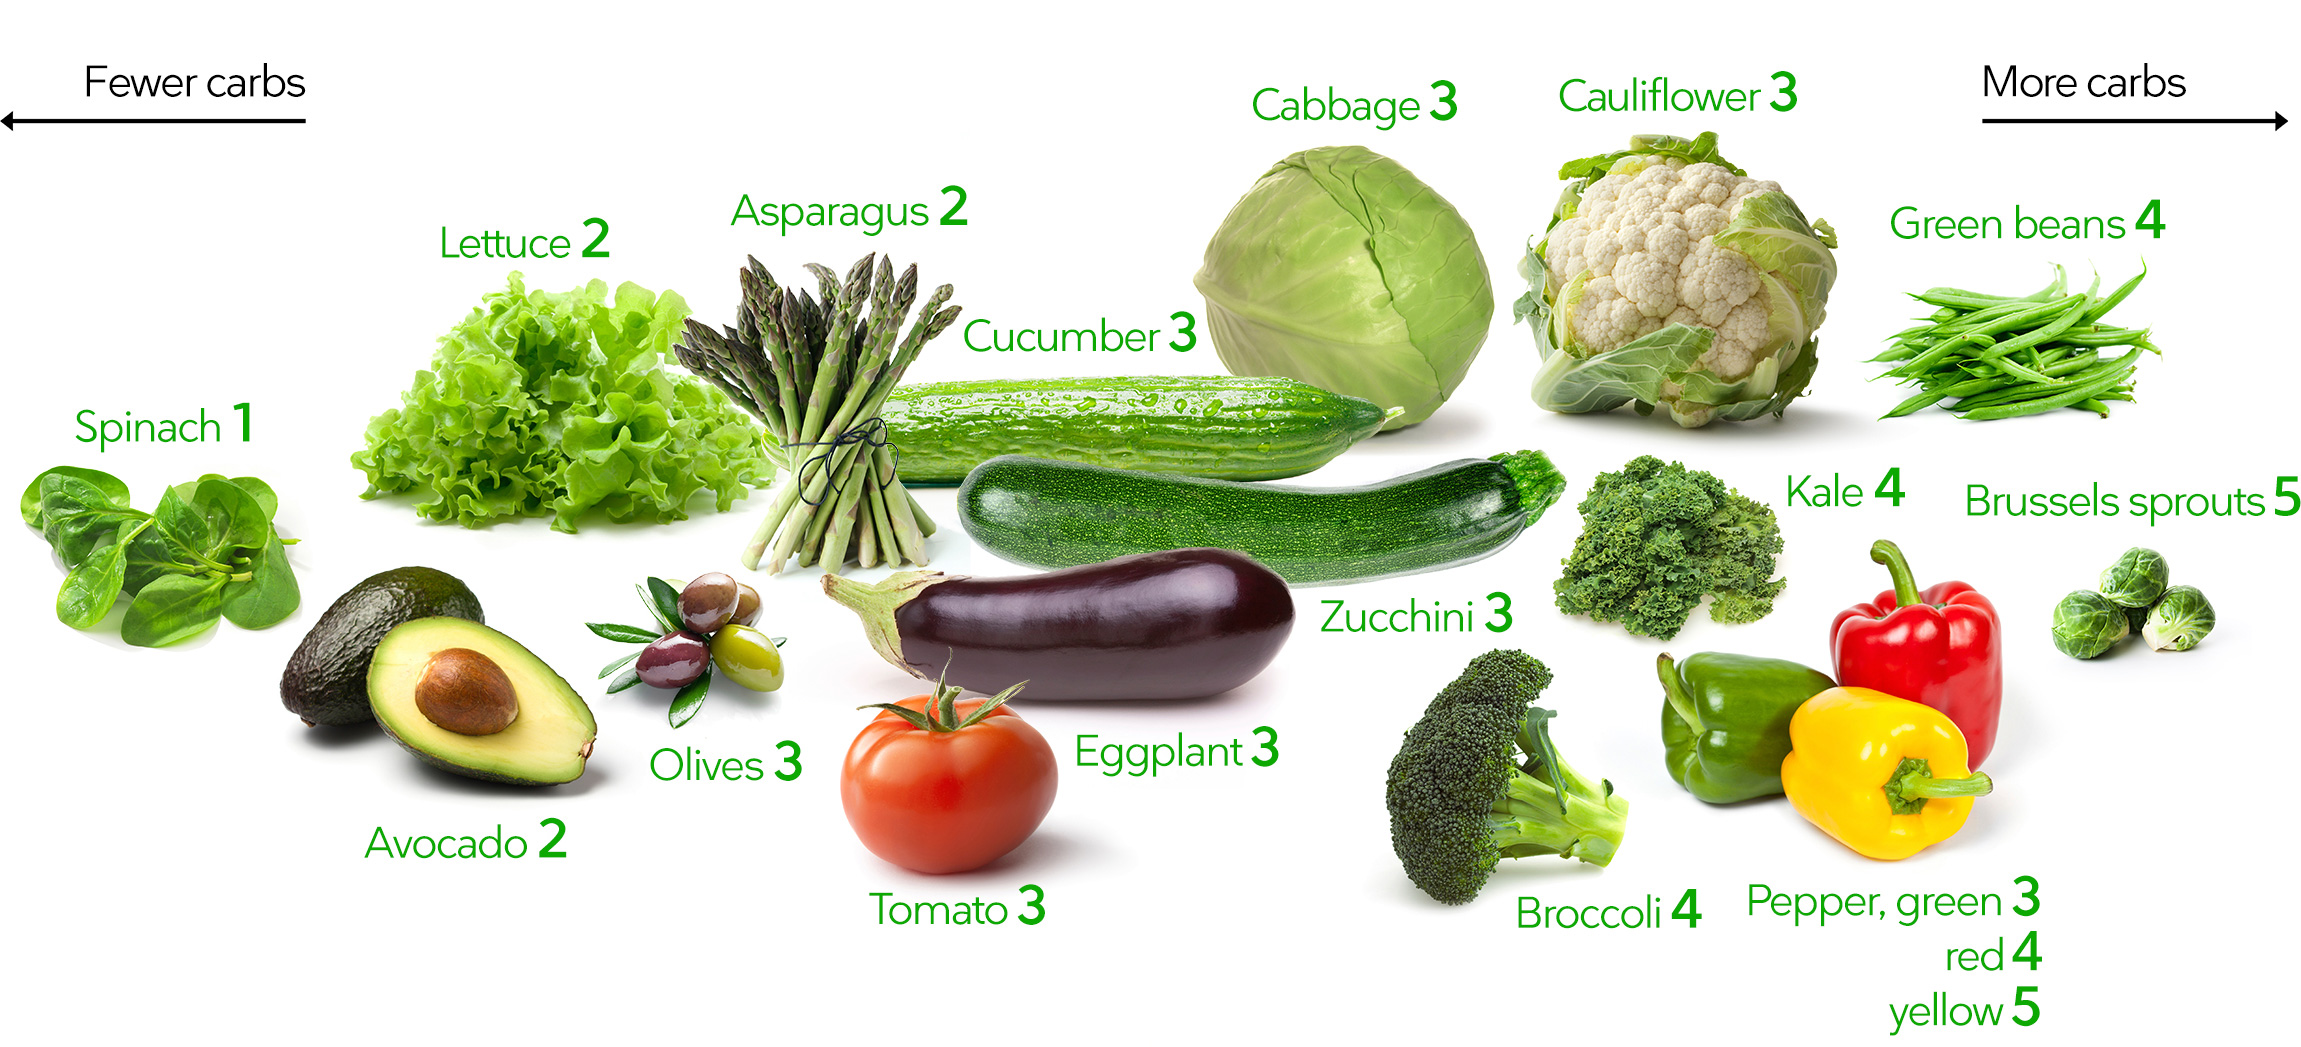 Fewer carbs
More carbs
Cabbage 3
Cauliflower 3
Asparagus 2
Green beans 4
Lettuce 2
Cucumber 3
Spinach 1
Kale 4
Brussels sprouts 5
Zucchini 3
Olives 3
Eggplant 3
Avocado 2
Tomato 3
Broccoli 4
Pepper, green 3
red 4
yellow 5